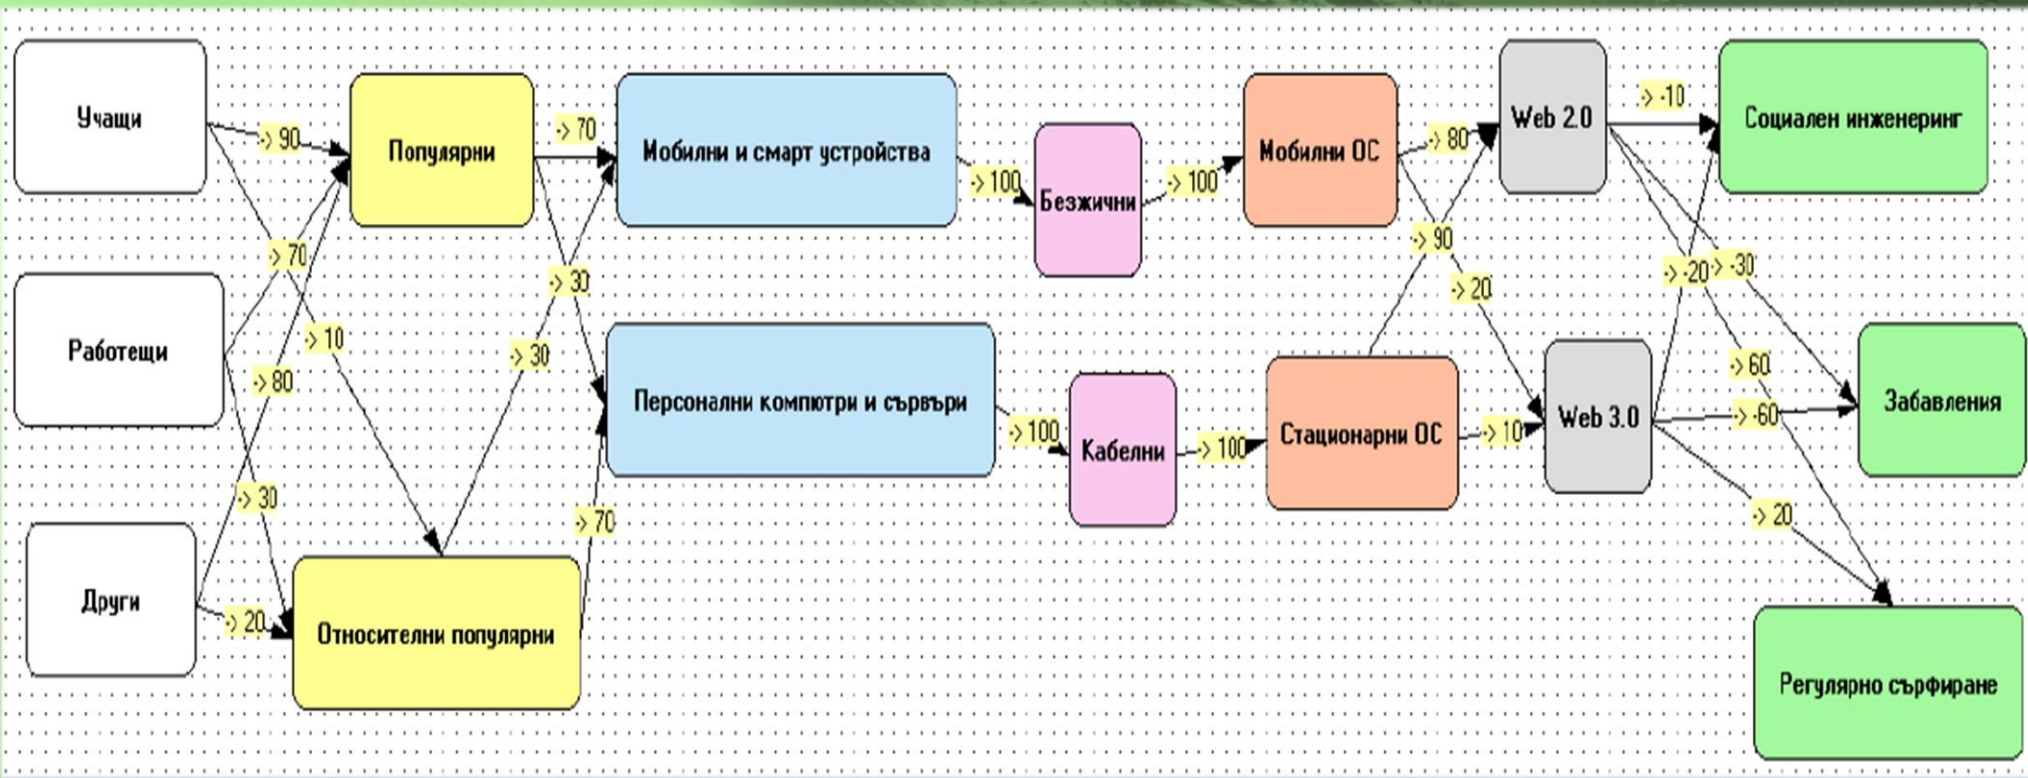 Учащи
-> 90
Популярни
-> 70
Мобилни и смарт устройства
-> 100
Безжични
-> 100
Мобилни ОС
-> 80
Web 2.0
-> -10
Социален инженеринг
-> 70
-> 30
-> 90
-> 20
-> -20
-> -30
Работещи
-> 10
-> 80
-> 30
Персонални компютри и сървъри
-> 100
Кабелни
-> 100
Стационарни ОС
-> 10
Web 3.0
-> 60
-> -60
Забавления
-> 30
-> 70
-> 20
Други
-> 20
Относителни популярни
Регулярно сърфиране